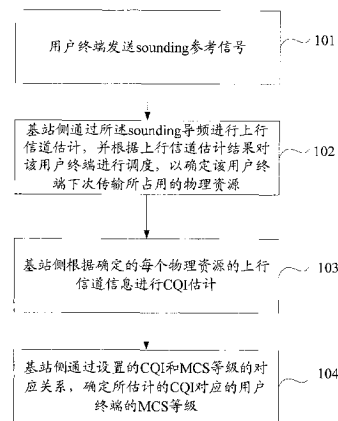 用户终端发送sounding参考信号
101
基站侧通过所述sounding导频进行上行
信道估计，并根据上行信道估计结果对
该用户终端进行调度，以确定该用户终
端下次传输所占用的物理资源
102
基站侧根据确定的每个物理资源的上行
信道信息进行CQI估计
103
基站侧通过设置的CQI和MCS等级的对
应关系，确定所估计的CQI对应的用户
终端的MCS等级
104